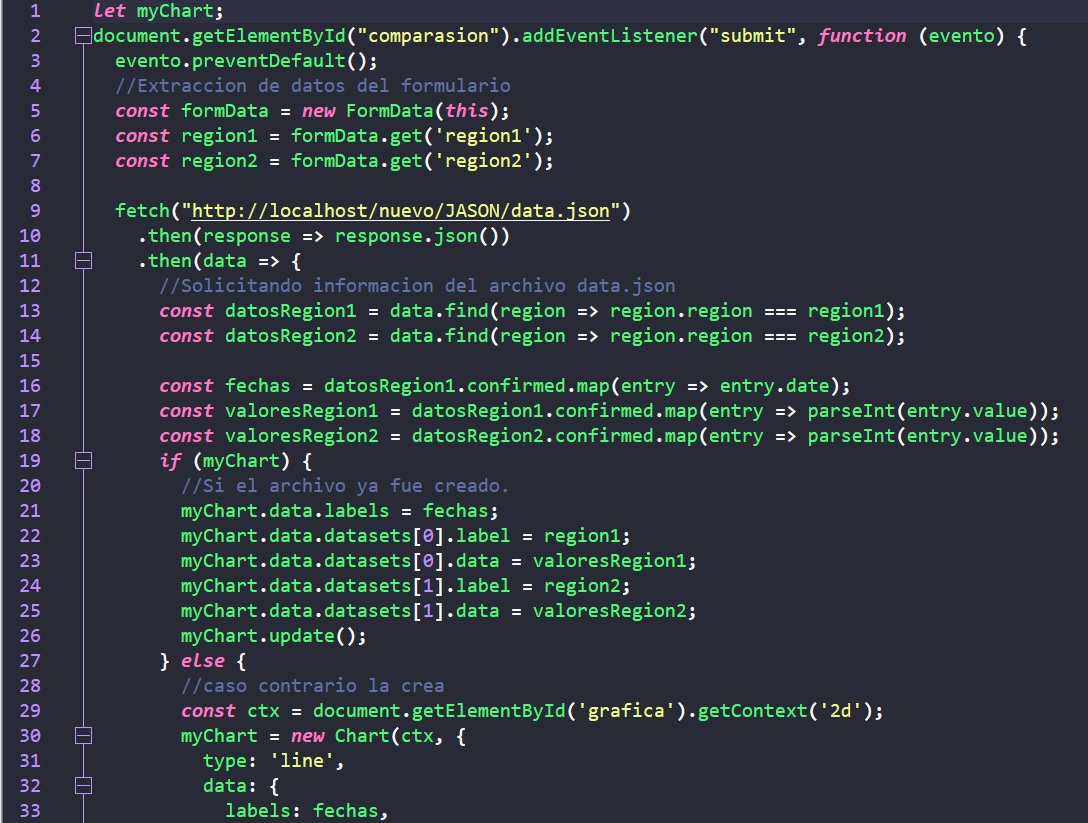 1 let myChart;
2 document.getElementById("comparasion").addEventListener("submit", function (evento) {
3 evento.preventDefault();
4 //Extraccion de datos del formulario
5 const formData = new FormData(this);
6 const region1 = formData.get('region1');
7 const region2 = formData.get('region2');
8
9 fetch("http://localhost/nuevo/JASON/data.json")
10 .then(response => response.json())
11 .then(data => {
12 //Solicitando informacion del archivo data.json
13 const datosRegion1 = data.find(region => region.region === region1);
14 const datosRegion2 = data.find(region => region.region === region2);
15
16 const fechas = datosRegion1.confirmed.map(entry => entry.date);
17 const valoresRegion1 = datosRegion1.confirmed.map(entry => parseInt(entry.value));
18 const valoresRegion2 = datosRegion2.confirmed.map(entry => parseInt(entry.value));
19 if (myChart) {
20 //Si el archivo ya fue creado.
21 myChart.data.labels = fechas;
22 myChart.data.datasets[0].label = region1;
23 myChart.data.datasets[0].data = valoresRegion1;
24 myChart.data.datasets[1].label = region2;
25 myChart.data.datasets[1].data = valoresRegion2;
26 myChart.update();
27 } else {
28 //caso contrario la crea
29 const ctx = document.getElementById('grafica').getContext('2d');
30 myChart = new Chart(ctx, {
31 type: 'line',
32 data: {
33 labels: fechas,